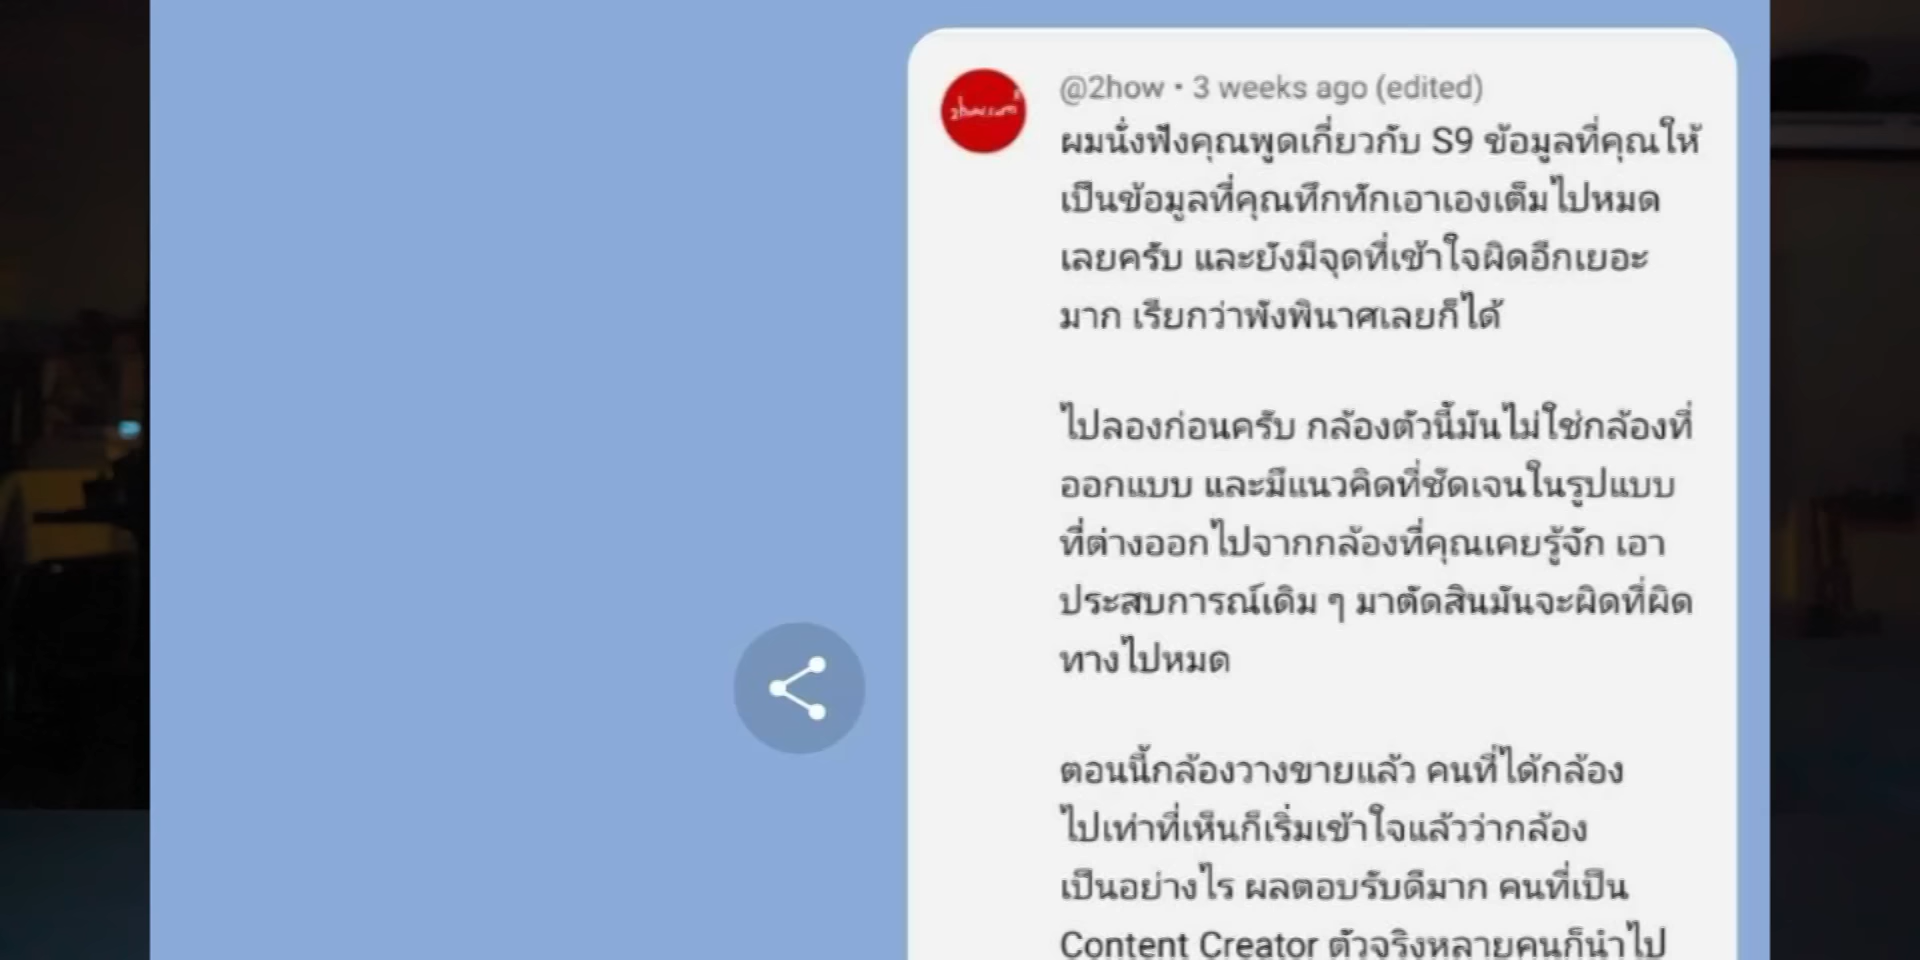 2how.com
@2how • 3 weeks ago (edited)
ผมนั่งฟังคุณพูดเกี่ยวกับ S9 ข้อมูลที่คุณให้
เป็นข้อมูลที่คุณทึกทักเอาเองเต็มไปหมด
เลยครับ และยังมีจุดที่เข้าใจผิดอีกเยอะ
มาก เรียกว่าพังพินาศเลยก็ได้
ไปลองก่อนครับ กล้องตัวนี้มันไม่ใช่กล้องที่
ออกแบบ และมีแนวคิดที่ชัดเจนในรูปแบบ
ที่ต่างออกไปจากกล้องที่คุณเคยรู้จัก เอา
ประสบการณ์เดิม ๆ มาตัดสินมันจะผิดที่ผิด
ทางไปหมด
ตอนนี้กล้องวางขายแล้ว คนที่ได้กล้อง
ไปเท่าที่เห็นก็เริ่มเข้าใจแล้วว่ากล้อง
เป็นอย่างไร ผลตอบรับดีมาก คนที่เป็น
Content Creator ตัวจริงหลายคนก็นำไป